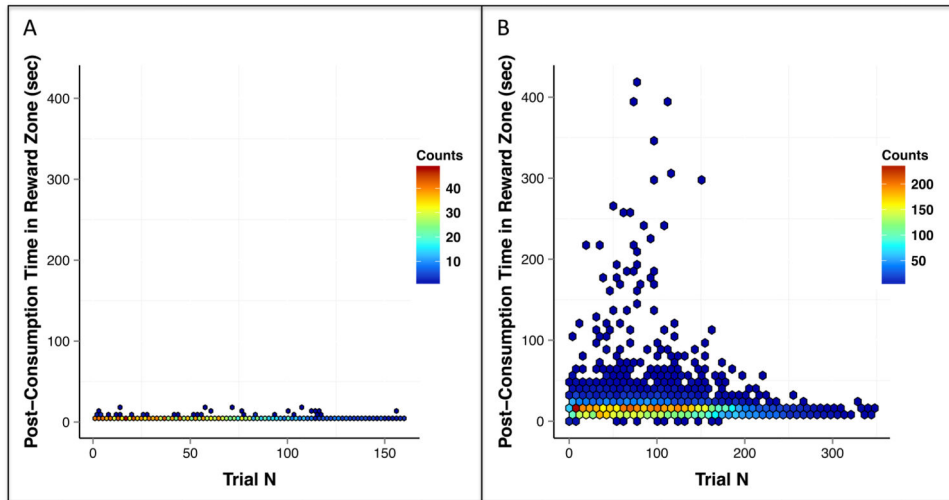 A
Post-Consumption Time in Reward Zone (sec)
400
300
200
100
0
0 50 100 150
Trial N
Counts
40
30
20
10
B
Post-Consumption Time in Reward Zone (sec)
400
300
200
100
0
0 100 200 300
Trial N
Counts
200
150
100
50